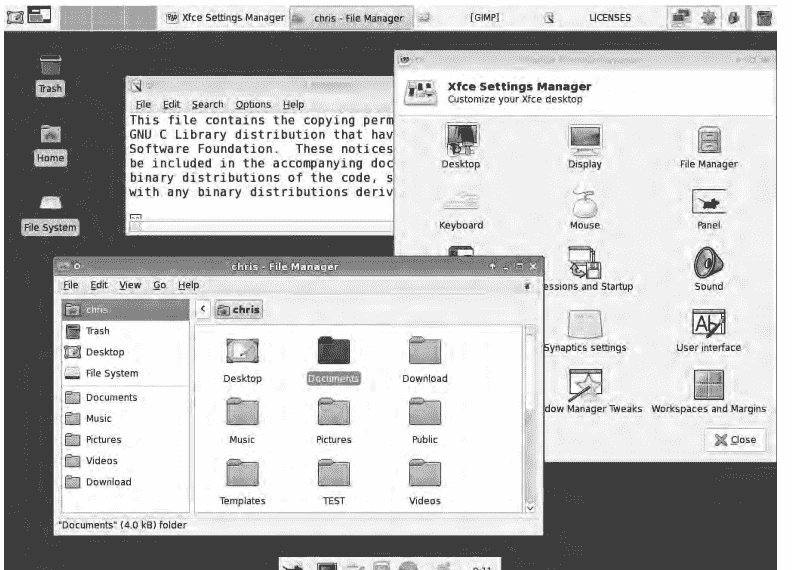 Xfce Settings Manager
chris - File Manager
[GIMP]
LICENSES
Trash
Home
File System
File Edit Search Options Help
This file contains the copying perm
GNU C Library distribution that hav
Software Foundation. These notices
be included in the accompanying doc
binary distributions of the code, s
with any binary distributions deriv
Xfce Settings Manager
Customize your Xfce desktop
Desktop
Display
File Manager
Keyboard
Mouse
Panel
essions and Startup
Sound
Synaptics settings
User interface
dow Manager Tweaks
Workspaces and Margins
Close
chris - File Manager
File Edit View Go Help
chris
Trash
Desktop
File System
Documents
Music
Pictures
Videos
Download
chris
Desktop
Documents
Download
Music
Pictures
Public
Templates
TEST
Videos
"Documents" (4.0 kB) folder